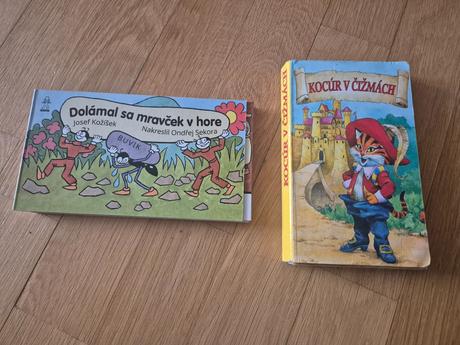 Dolámal sa mravček v hore
Josef Kožíšek
Nakreslil Ondřej Sekora
BUVIK
KOCÚR V ČIŽMÁCH
KOCÚR V ČIŽMÁCH